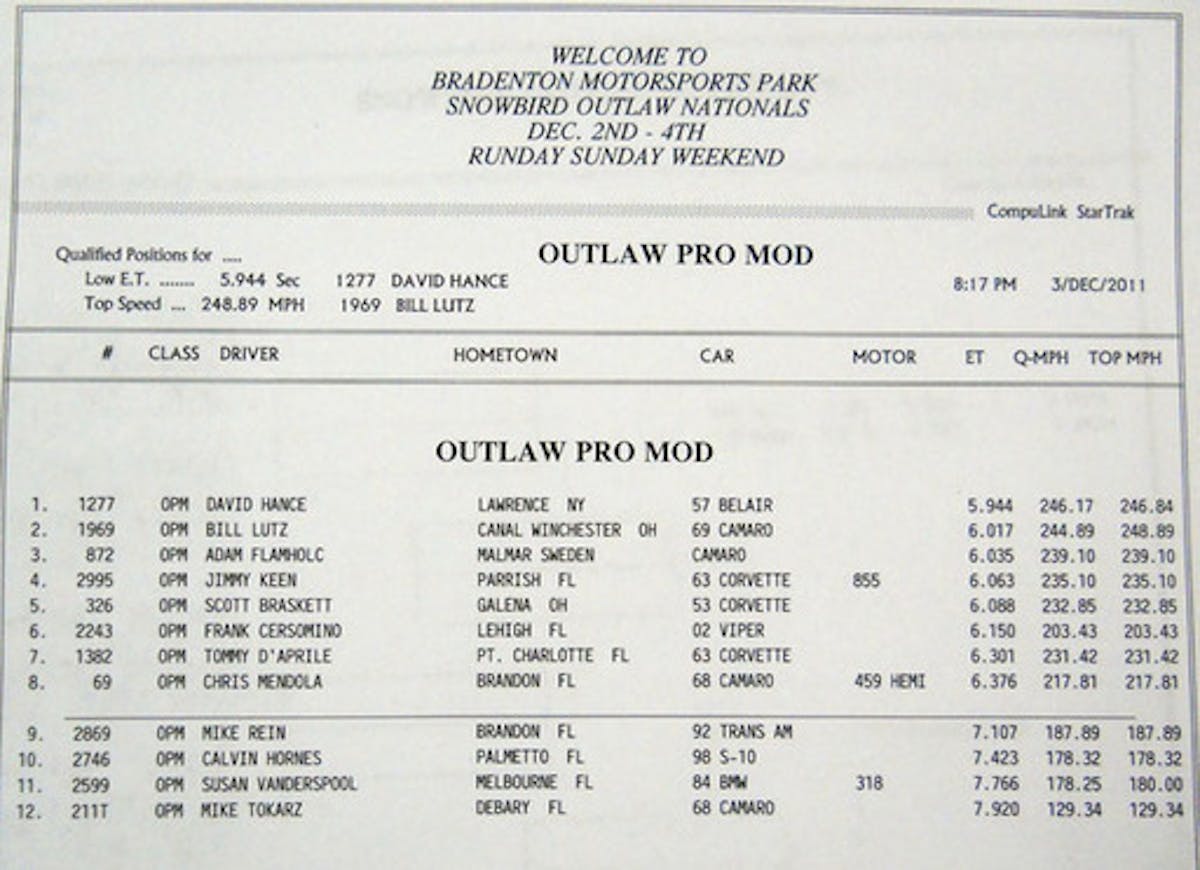 WELCOME TO
BRADENTON MOTORSPORTS PARK
SNOWBIRD OUTLAW NATIONALS
DEC. 2ND - 4TH
RUNDAY SUNDAY WEEKEND
CompuLink StarTrak
Qualified Positions for .... OUTLAW PRO MOD
Low E.T. ....... 5.944 Sec 1277 DAVID HANCE 8:17 PM 3/DEC/2011
Top Speed ... 248.89 MPH 1969 BILL LUTZ
# CLASS DRIVER HOMETOWN CAR MOTOR ET Q-MPH TOP MPH
OUTLAW PRO MOD
1. 1277 OPM DAVID HANCE LAWRENCE NY 57 BELAIR 5.944 246.17 246.84
2. 1969 OPM BILL LUTZ CANAL WINCHESTER OH 69 CAMARO 6.017 244.89 248.89
3. 872 OPM ADAM FLAMHOLC MALMAR SWEDEN CAMARO 6.035 239.10 239.10
4. 2995 OPM JIMMY KEEN PARRISH FL 63 CORVETTE 855 6.063 235.10 235.10
5. 326 OPM SCOTT BRASKETT GALENA OH 53 CORVETTE 6.088 232.85 232.85
6. 2243 OPM FRANK CERSOMINO LEHIGH FL 02 VIPER 6.150 203.43 203.43
7. 1382 OPM TOMMY D'APRILE PT. CHARLOTTE FL 63 CORVETTE 6.301 231.42 231.42
8. 69 OPM CHRIS MENDOLA BRANDON FL 68 CAMARO 459 HEMI 6.376 217.81 217.81
9. 2869 OPM MIKE REIN BRANDON FL 92 TRANS AM 7.107 187.89 187.89
10. 2746 OPM CALVIN HORNES PALMETTO FL 98 S-10 7.423 178.32 178.32
11. 2599 OPM SUSAN VANDERSPOOL MELBOURNE FL 84 BMW 318 7.766 178.25 180.00
12. 211T OPM MIKE TOKARZ DEBARY FL 68 CAMARO 7.920 129.34 129.34